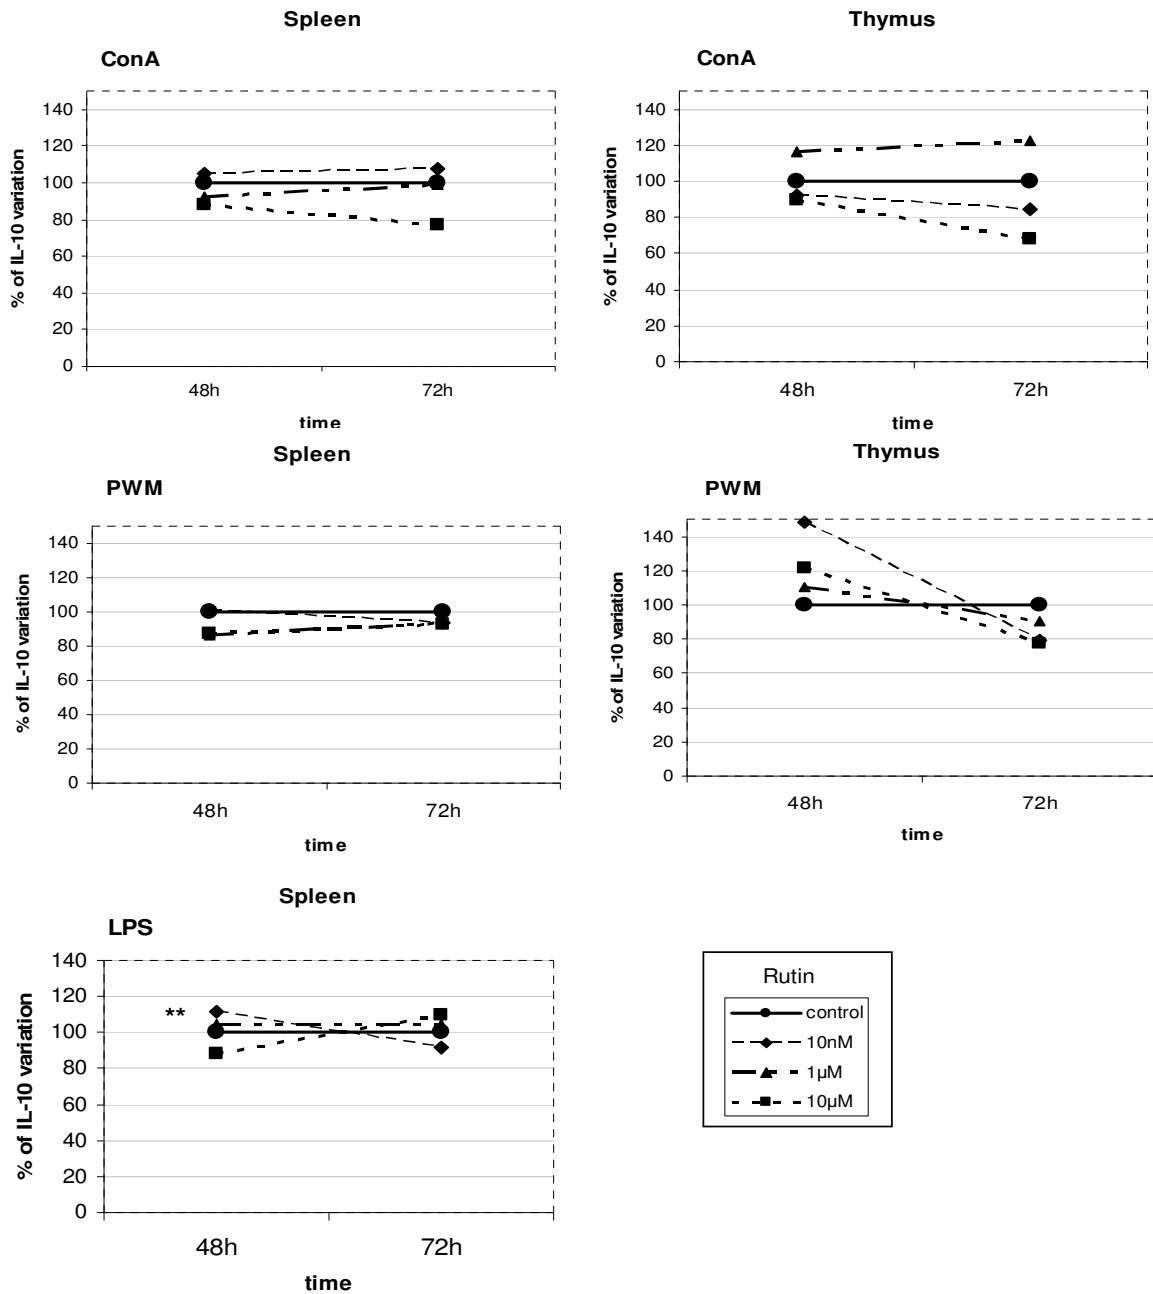 Spleen
ConA
% of IL-10 variation
140
120
100
80
60
40
20
0
48h 72h
time
Thymus
ConA
% of IL-10 variation
140
120
100
80
60
40
20
0
48h 72h
time
Spleen
PWM
% of IL-10 variation
140
120
100
80
60
40
20
0
48h 72h
time
Thymus
PWM
% of IL-10 variation
140
120
100
80
60
40
20
0
48h 72h
time
Spleen
LPS
% of IL-10 variation
140
120
**
100
80
60
40
20
0
48h 72h
time
Rutin
control
10nM
1µM
10µM